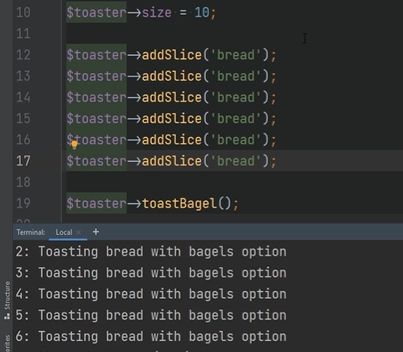 10 $toaster->size = 10;
11
12 $toaster->addSlice('bread');
13 $toaster->addSlice('bread');
14 $toaster->addSlice('bread');
15 $toaster->addSlice('bread');
16 $toaster->addSlice('bread');
17 $toaster->addSlice('bread');
18
19 $toaster->toastBagel();
Terminal: Local × +
2: Toasting bread with bagels option
3: Toasting bread with bagels option
4: Toasting bread with bagels option
5: Toasting bread with bagels option
6: Toasting bread with bagels option
Structure